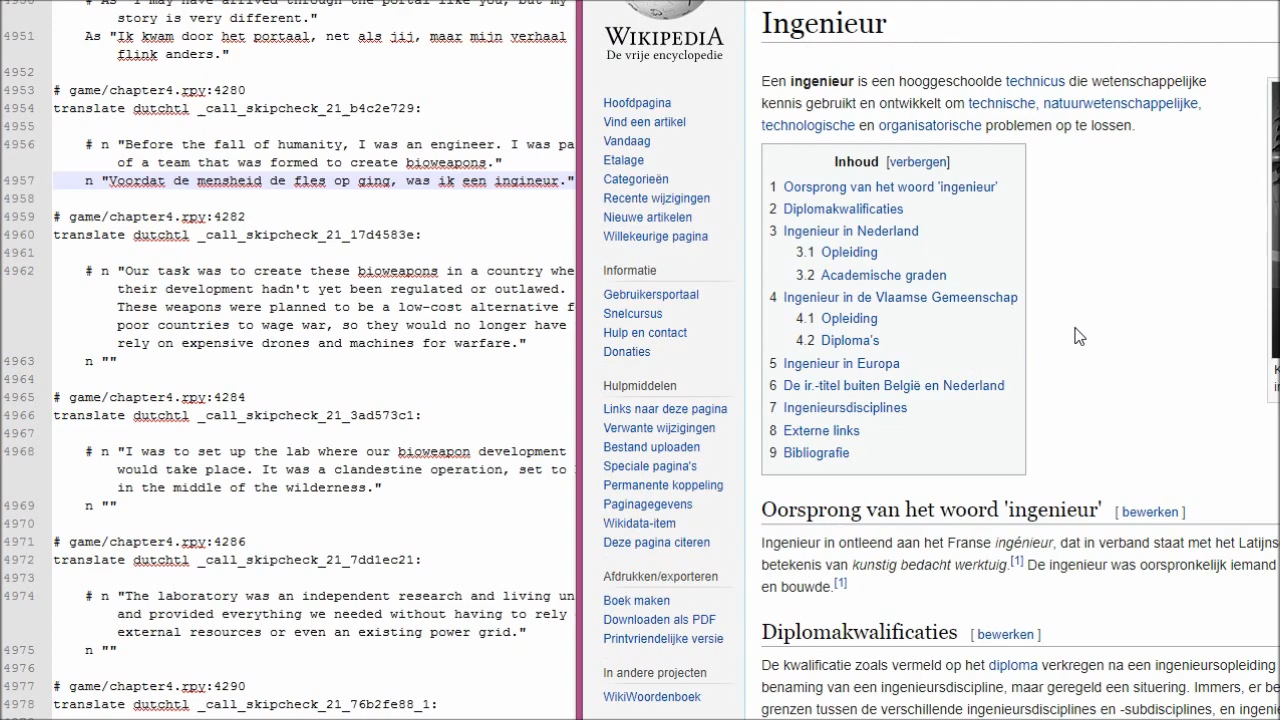 story is very different."
4951 As "Ik kwam door het portaal, net als jij, maar mijn verhaal
flink anders."
4952
4953 # game/chapter4.rpy:4280
4954 translate dutchtl _call_skipcheck_21_b4c2e729:
4955
4956 # n "Before the fall of humanity, I was an engineer. I was pa
of a team that was formed to create bioweapons."
4957 n "Voordat de mensheid de fles op ging, was ik een ingineur."
4958
4959 # game/chapter4.rpy:4282
4960 translate dutchtl _call_skipcheck_21_17d4583e:
4961
4962 # n "Our task was to create these bioweapons in a country whe
their development hadn't yet been regulated or outlawed.
These weapons were planned to be a low-cost alternative f
poor countries to wage war, so they would no longer have
rely on expensive drones and machines for warfare."
4963 n ""
4964
4965 # game/chapter4.rpy:4284
4966 translate dutchtl _call_skipcheck_21_3ad573c1:
4967
4968 # n "I was to set up the lab where our bioweapon development
would take place. It was a clandestine operation, set to
in the middle of the wilderness."
4969 n ""
4970
4971 # game/chapter4.rpy:4286
4972 translate dutchtl _call_skipcheck_21_7dd1ec21:
4973
4974 # n "The laboratory was an independent research and living un
and provided everything we needed without having to rely
external resources or even an existing power grid."
4975 n ""
4976
4977 # game/chapter4.rpy:4290
4978 translate dutchtl _call_skipcheck_21_76b2fe88_1:
WIKIPEDIA
De vrije encyclopedie
Hoofdpagina
Vind een artikel
Vandaag
Etalage
Categorieën
Recente wijzigingen
Nieuwe artikelen
Willekeurige pagina
Informatie
Gebruikersportaal
Snelcursus
Hulp en contact
Donaties
Hulpmiddelen
Links naar deze pagina
Verwante wijzigingen
Bestand uploaden
Speciale pagina's
Permanente koppeling
Paginagegevens
Wikidata-item
Deze pagina citeren
Afdrukken/exporteren
Boek maken
Downloaden als PDF
Printvriendelijke versie
In andere projecten
WikiWoordenboek
Ingenieur
Een ingenieur is een hooggeschoolde technicus die wetenschappelijke
kennis gebruikt en ontwikkelt om technische, natuurwetenschappelijke,
technologische en organisatorische problemen op te lossen.
Inhoud [verbergen]
1 Oorsprong van het woord 'ingenieur'
2 Diplomakwalificaties
3 Ingenieur in Nederland
3.1 Opleiding
3.2 Academische graden
4 Ingenieur in de Vlaamse Gemeenschap
4.1 Opleiding
4.2 Diploma's
5 Ingenieur in Europa
6 De ir.-titel buiten België en Nederland
7 Ingenieursdisciplines
8 Externe links
9 Bibliografie
Oorsprong van het woord 'ingenieur' [ bewerken ]
Ingenieur in ontleend aan het Franse ingénieur, dat in verband staat met het Latijns
betekenis van kunstig bedacht werktuig.[1] De ingenieur was oorspronkelijk iemand
en bouwde.[1]
Diplomakwalificaties [ bewerken ]
De kwalificatie zoals vermeld op het diploma verkregen na een ingenieursopleiding
benaming van een ingenieursdiscipline, maar geregeld een situering. Immers, er be
grenzen tussen de verschillende ingenieursdisciplines en -subdisciplines, en ingeni